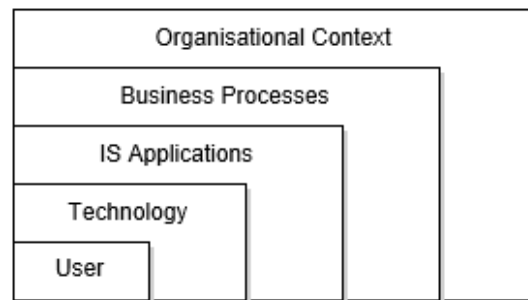 Organisational Context
Business Processes
IS Applications
Technology
User